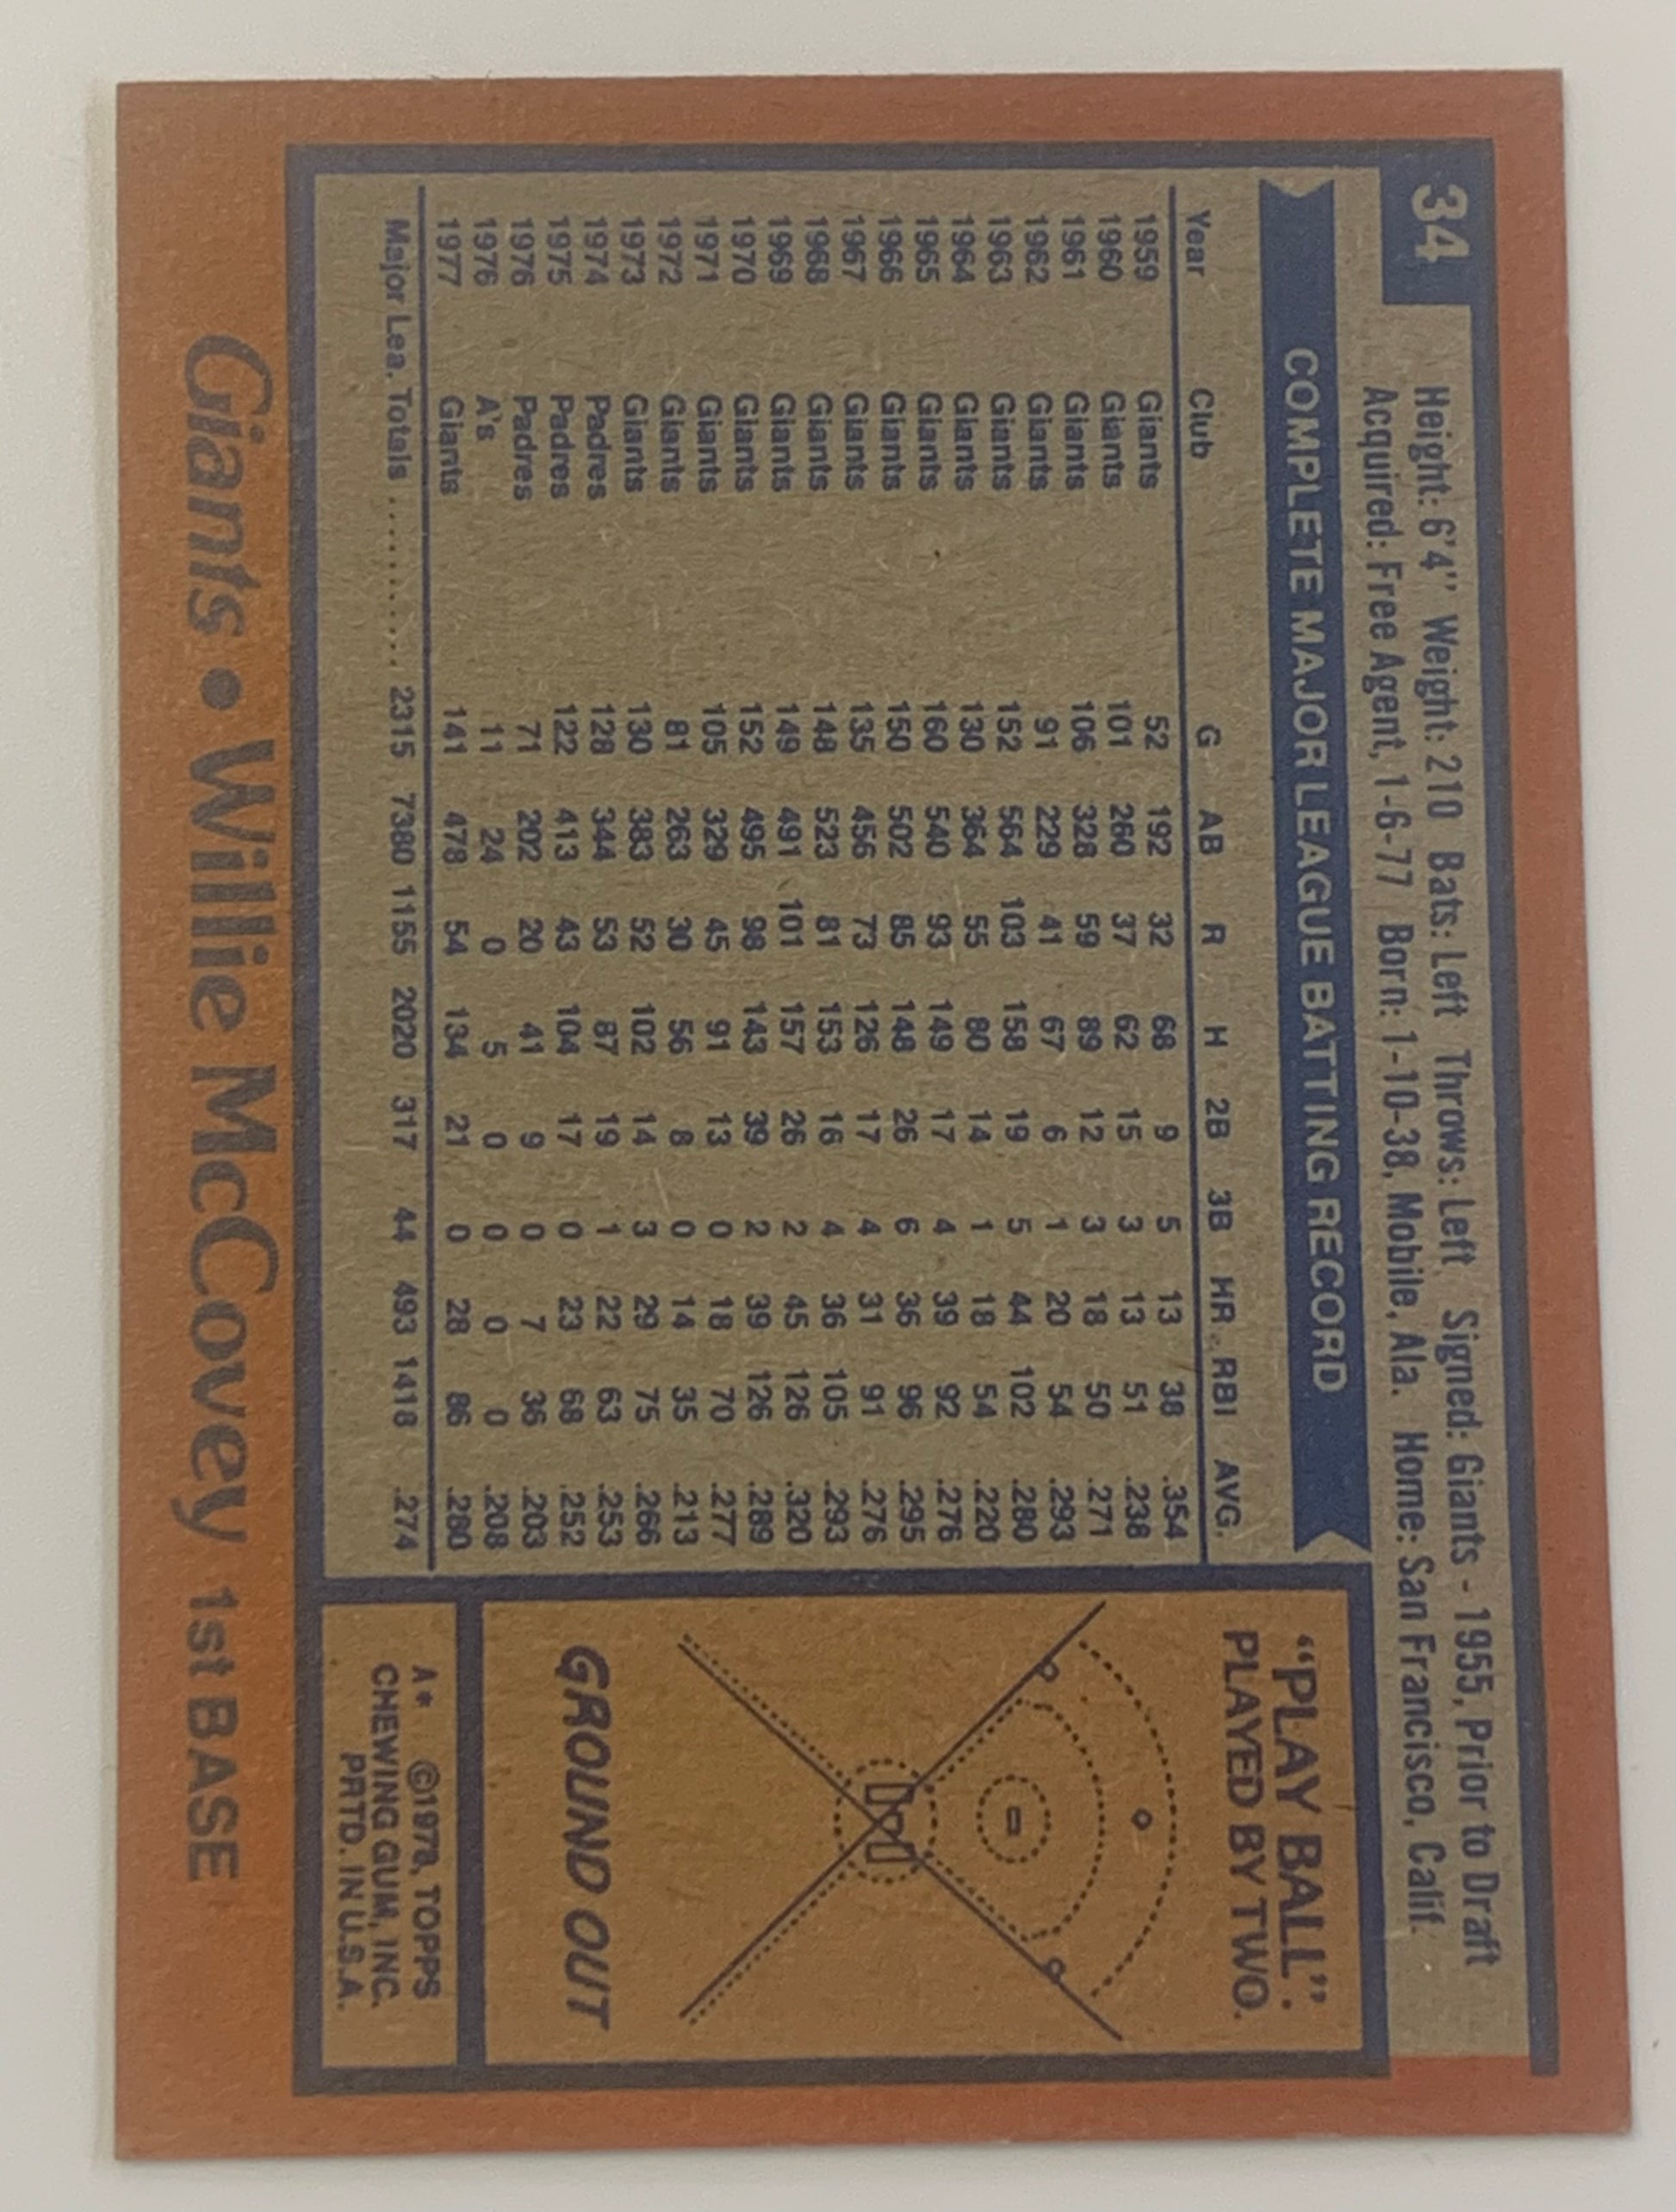 34
Height: 6'4" Weight: 210 Bats: Left Throws: Left Signed: Giants - 1955, Prior to Draft
Acquired: Free Agent, 1-6-77 Born: 1-10-38, Mobile, Ala. Home: San Francisco, Calif.
COMPLETE MAJOR LEAGUE BATTING RECORD
Year Club G AB R H 2B 3B HR RBI AVG.
1959 Giants 52 192 32 68 9 5 13 38 .354
1960 Giants 101 260 37 62 15 3 13 51 .238
1961 Giants 106 328 59 89 12 3 18 50 .271
1962 Giants 91 229 41 67 6 1 20 54 .293
1963 Giants 152 564 103 158 19 5 44 102 .280
1964 Giants 130 364 55 80 14 1 18 54 .220
1965 Giants 160 540 93 149 17 4 39 92 .276
1966 Giants 150 502 85 148 26 6 36 96 .295
1967 Giants 135 456 73 126 17 4 31 91 .276
1968 Giants 148 523 81 153 16 4 36 105 .293
1969 Giants 149 491 101 157 26 2 45 126 .320
1970 Giants 152 495 98 143 39 2 39 126 .289
1971 Giants 105 329 45 91 13 0 18 70 .277
1972 Giants 81 263 30 56 8 0 14 35 .213
1973 Giants 130 383 52 102 14 3 29 75 .266
1974 Padres 128 344 53 87 19 1 22 63 .253
1975 Padres 122 413 43 104 17 0 23 68 .252
1976 Padres 71 202 20 41 9 0 7 36 .203
1976 A's 11 24 0 5 0 0 0 0 .208
1977 Giants 141 478 54 134 21 0 28 86 .280
Major Lea. Totals .......... 2315 7380 1155 2020 317 44 493 1418 .274
"PLAY BALL":
PLAYED BY TWO.
GROUND OUT
A* ©1978, TOPPS
CHEWING GUM, INC.
PRTD. IN U.S.A.
Giants • Willie McCovey 1st BASE